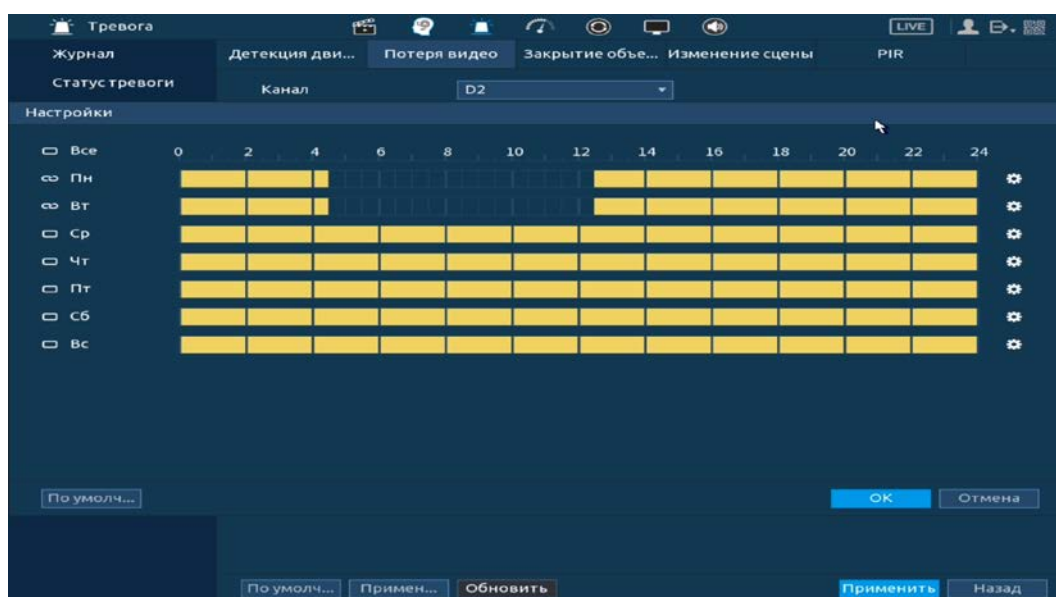 Тревога LIVE
Журнал Детекция дви... Потеря видео Закрытие объе... Изменение сцены PIR
Статус тревоги Канал D2
Настройки
Все 0 2 4 6 8 10 12 14 16 18 20 22 24
Пн
Вт
Ср
Чт
Пт
Сб
Вс
По умолч... OK Отмена
По умолч... Примен... Обновить Применить Назад